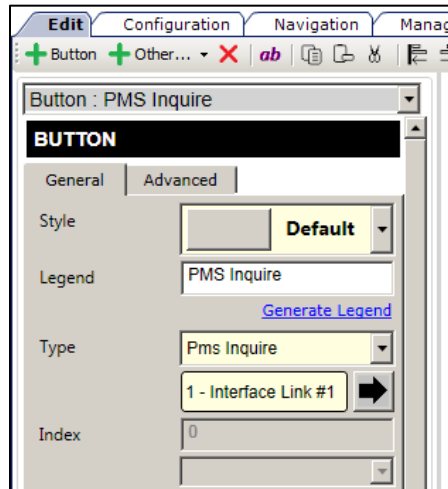 Edit Configuration Navigation Manag
Button Other... ab
Button : PMS Inquire
BUTTON
General Advanced
Style Default
Legend PMS Inquire
Generate Legend
Type Pms Inquire
1 - Interface Link #1
Index 0